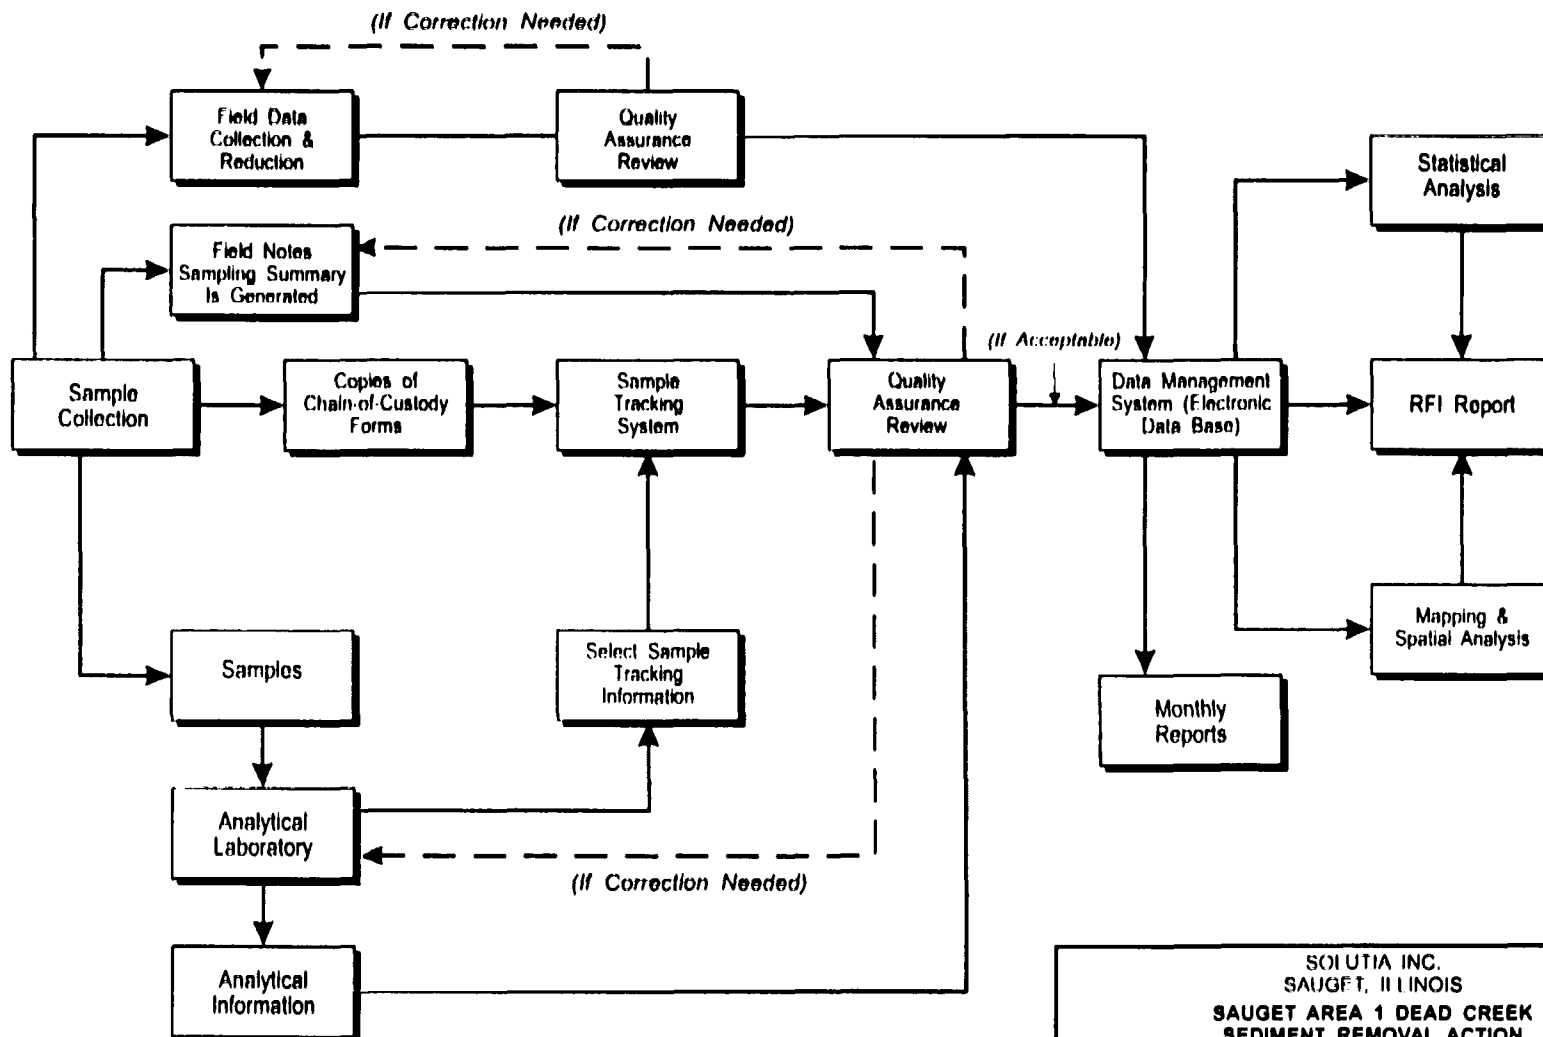 (If Correction Needed)
Field Data
Collection &
Reduction
Quality
Assurance
Review
Statistical
Analysis
(If Correction Needed)
Field Notes
Sampling Summary
Is Generated
(If Acceptable)
Sample
Collection
Copies of
Chain-of-Custody
Forms
Sample
Tracking
System
Quality
Assurance
Review
Data Management
System (Electronic
Data Base)
RFI Report
Samples
Select Sample
Tracking
Information
Mapping &
Spatial Analysis
Monthly
Reports
Analytical
Laboratory
(If Correction Needed)
Analytical
Information
SOLUTIA INC.
SAUGET, ILLINOIS
SAUGET AREA 1 DEAD CREEK
SEDIMENT REMOVAL ACTION